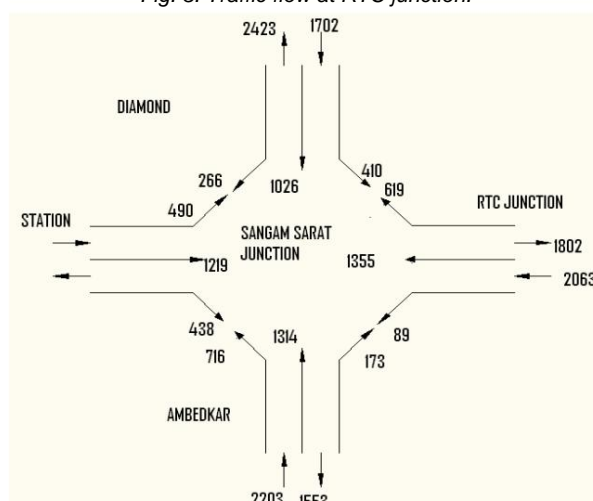 Fig. 3. Traffic flow at RTC junction.
2423 1702
DIAMOND
266 1026 410
490 619
STATION RTC JUNCTION
SANGAM SARAT
JUNCTION
1219 1355 1802
2063
438 1314 89
716 173
AMBEDKAR
2203 1553